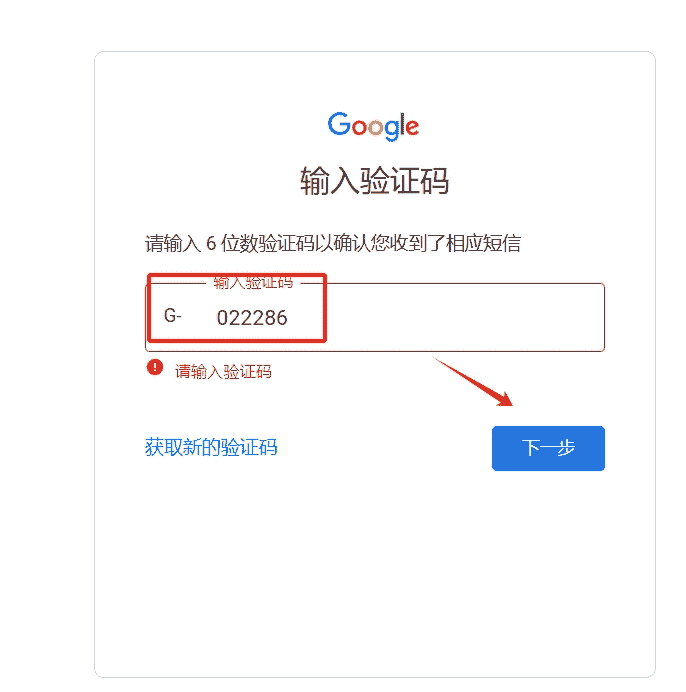 Google
输入验证码
请输入 6 位数验证码以确认您收到了相应短信
输入验证码
G- 022286
! 请输入验证码
获取新的验证码
下一步